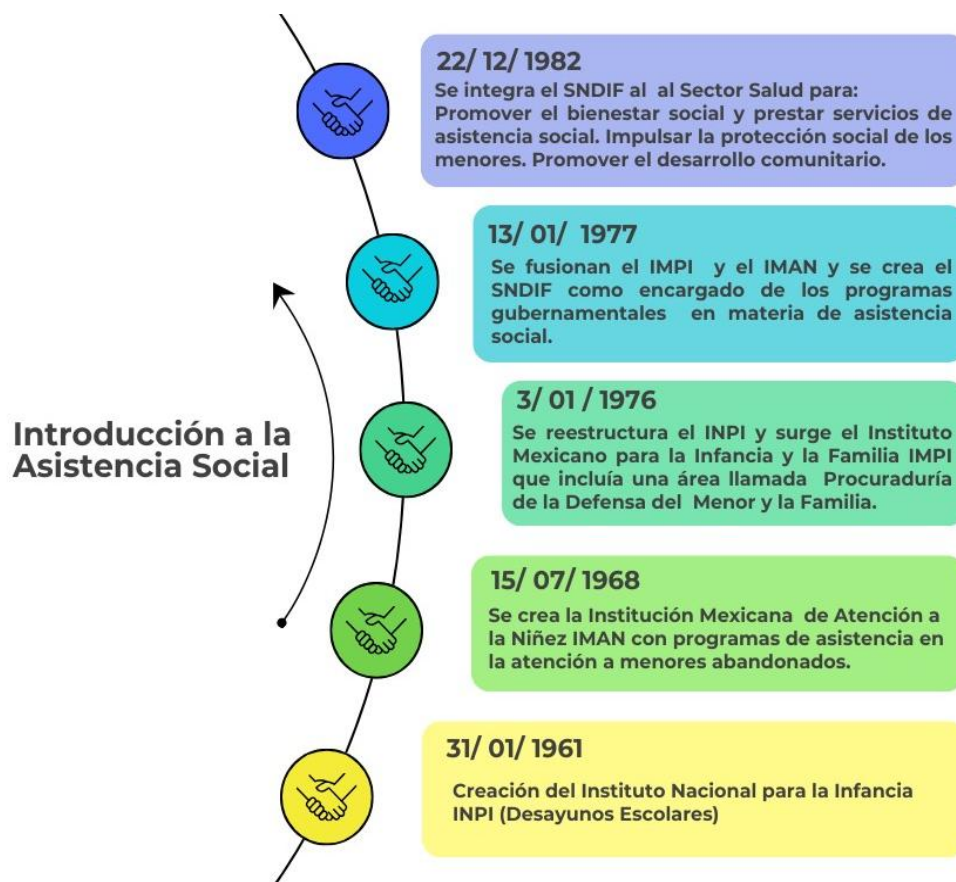 22/ 12/ 1982
Se integra el SNDIF al al Sector Salud para:
Promover el bienestar social y prestar servicios de
asistencia social. Impulsar la protección social de los
menores. Promover el desarrollo comunitario.
13/ 01/ 1977
Se fusionan el IMPI y el IMAN y se crea el
SNDIF como encargado de los programas
gubernamentales en materia de asistencia
social.
3/ 01 / 1976
Se reestructura el INPI y surge el Instituto
Mexicano para la Infancia y la Familia IMPI
que incluía una área llamada Procuraduría
de la Defensa del Menor y la Familia.
Introducción a la
Asistencia Social
15/ 07/ 1968
Se crea la Institución Mexicana de Atención a
la Niñez IMAN con programas de asistencia en
la atención a menores abandonados.
31/ 01/ 1961
Creación del Instituto Nacional para la Infancia
INPI (Desayunos Escolares)